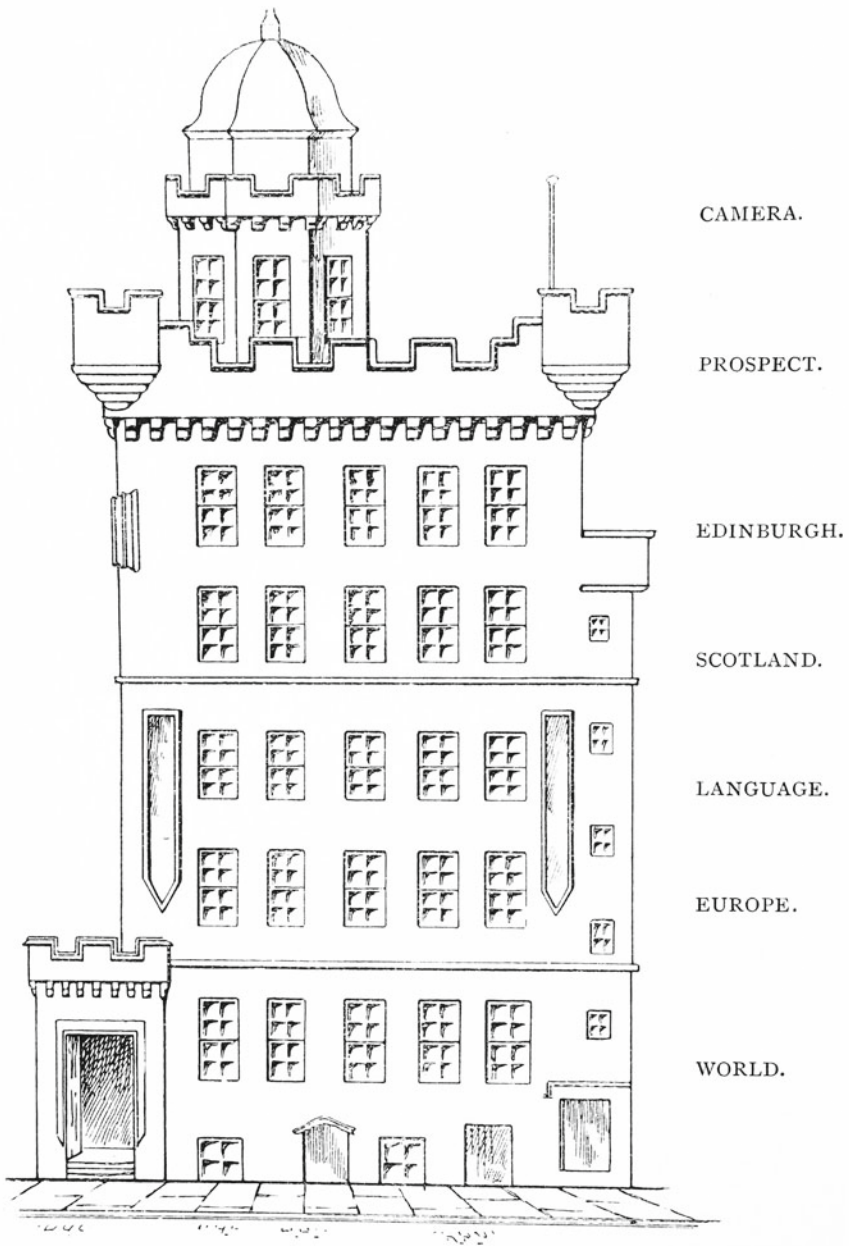 CAMERA.
PROSPECT.
EDINBURGH.
SCOTLAND.
LANGUAGE.
EUROPE.
WORLD.